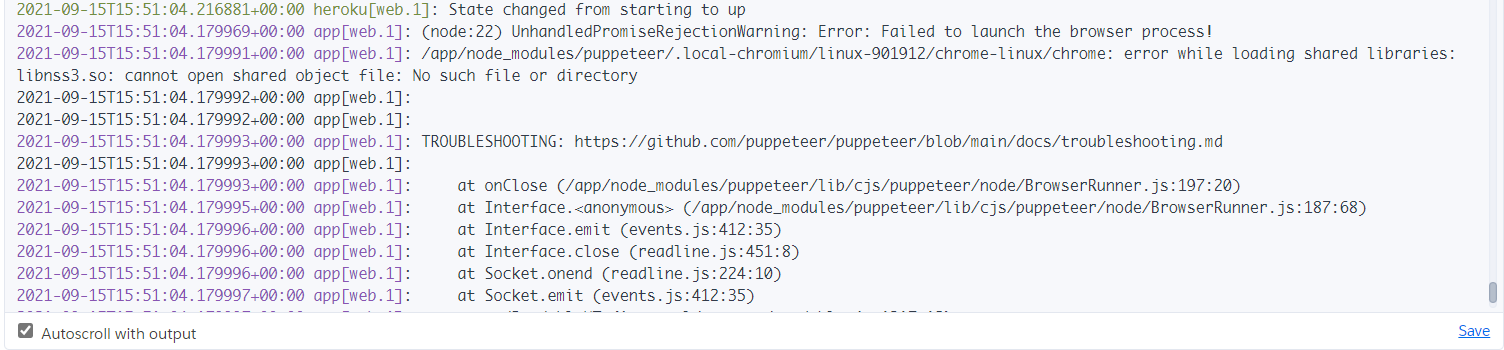 2021-09-15T15:51:04.216881+00:00 heroku[web.1]: State changed from starting to up
2021-09-15T15:51:04.179969+00:00 app[web.1]: (node:22) UnhandledPromiseRejectionWarning: Error: Failed to launch the browser process!
2021-09-15T15:51:04.179991+00:00 app[web.1]: /app/node_modules/puppeteer/.local-chromium/linux-901912/chrome-linux/chrome: error while loading shared libraries:
libnss3.so: cannot open shared object file: No such file or directory
2021-09-15T15:51:04.179992+00:00 app[web.1]:
2021-09-15T15:51:04.179992+00:00 app[web.1]:
2021-09-15T15:51:04.179993+00:00 app[web.1]: TROUBLESHOOTING: https://github.com/puppeteer/puppeteer/blob/main/docs/troubleshooting.md
2021-09-15T15:51:04.179993+00:00 app[web.1]:
2021-09-15T15:51:04.179993+00:00 app[web.1]:     at onClose (/app/node_modules/puppeteer/lib/cjs/puppeteer/node/BrowserRunner.js:197:20)
2021-09-15T15:51:04.179995+00:00 app[web.1]:     at Interface.<anonymous> (/app/node_modules/puppeteer/lib/cjs/puppeteer/node/BrowserRunner.js:187:68)
2021-09-15T15:51:04.179996+00:00 app[web.1]:     at Interface.emit (events.js:412:35)
2021-09-15T15:51:04.179996+00:00 app[web.1]:     at Interface.close (readline.js:451:8)
2021-09-15T15:51:04.179996+00:00 app[web.1]:     at Socket.onend (readline.js:224:10)
2021-09-15T15:51:04.179997+00:00 app[web.1]:     at Socket.emit (events.js:412:35)
Autoscroll with output
Save